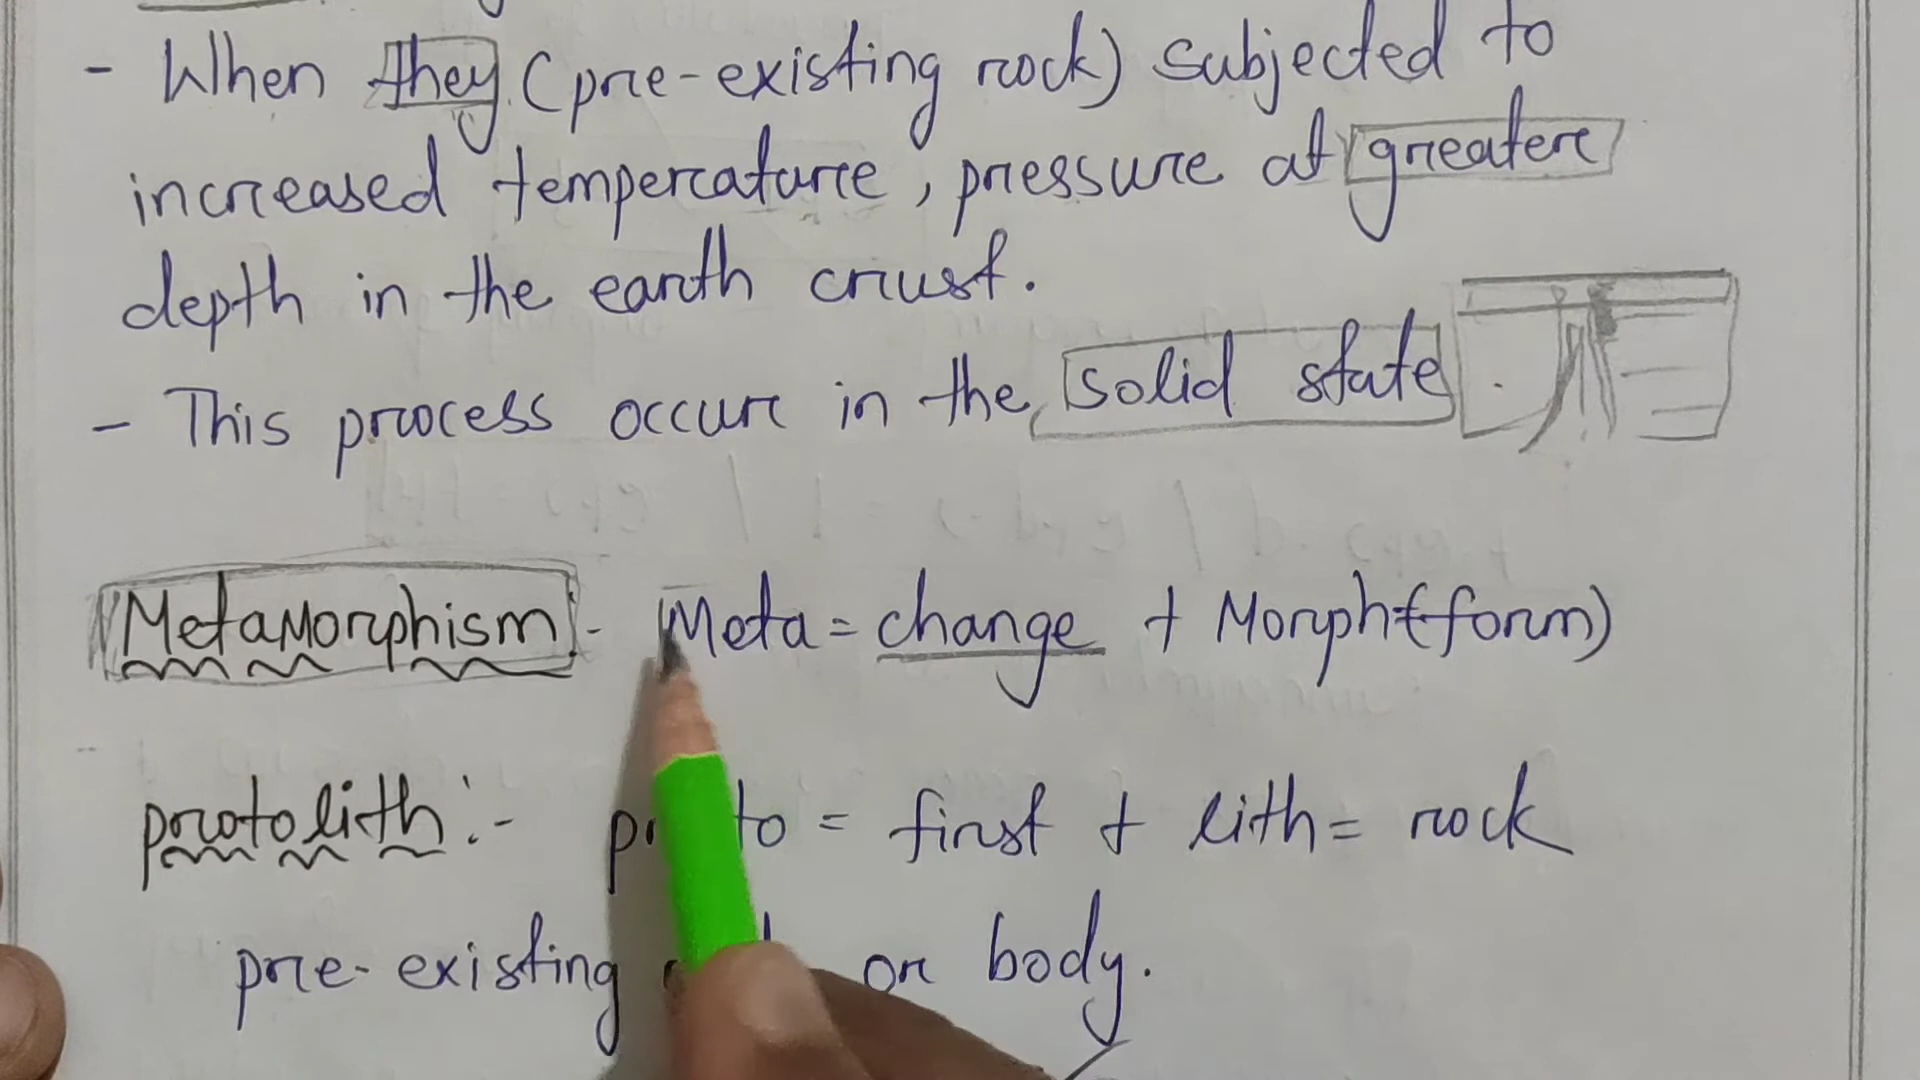 - When they (pre-existing rock) subjected to
increased temperature, pressure at greater
depth in the earth crust.
- This process occur in the solid state.
Metamorphism - Meta = change + Morph (form)
protolith :- proto = first + lith = rock
pre-existing or body.